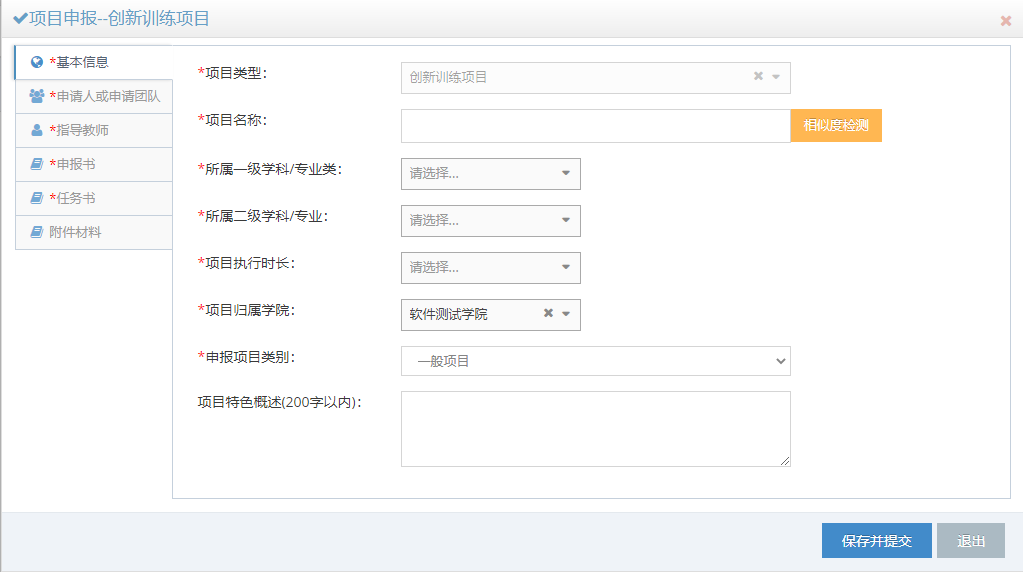 项目申报--创新训练项目
*基本信息
*申请人或申请团队
*指导教师
*申报书
*任务书
附件材料
*项目类型:
创新训练项目
*项目名称:
相似度检测
*所属一级学科/专业类:
请选择...
*所属二级学科/专业:
请选择...
*项目执行时长:
请选择...
*项目归属学院:
软件测试学院
*申报项目类别:
一般项目
项目特色概述(200字以内):
保存并提交
退出